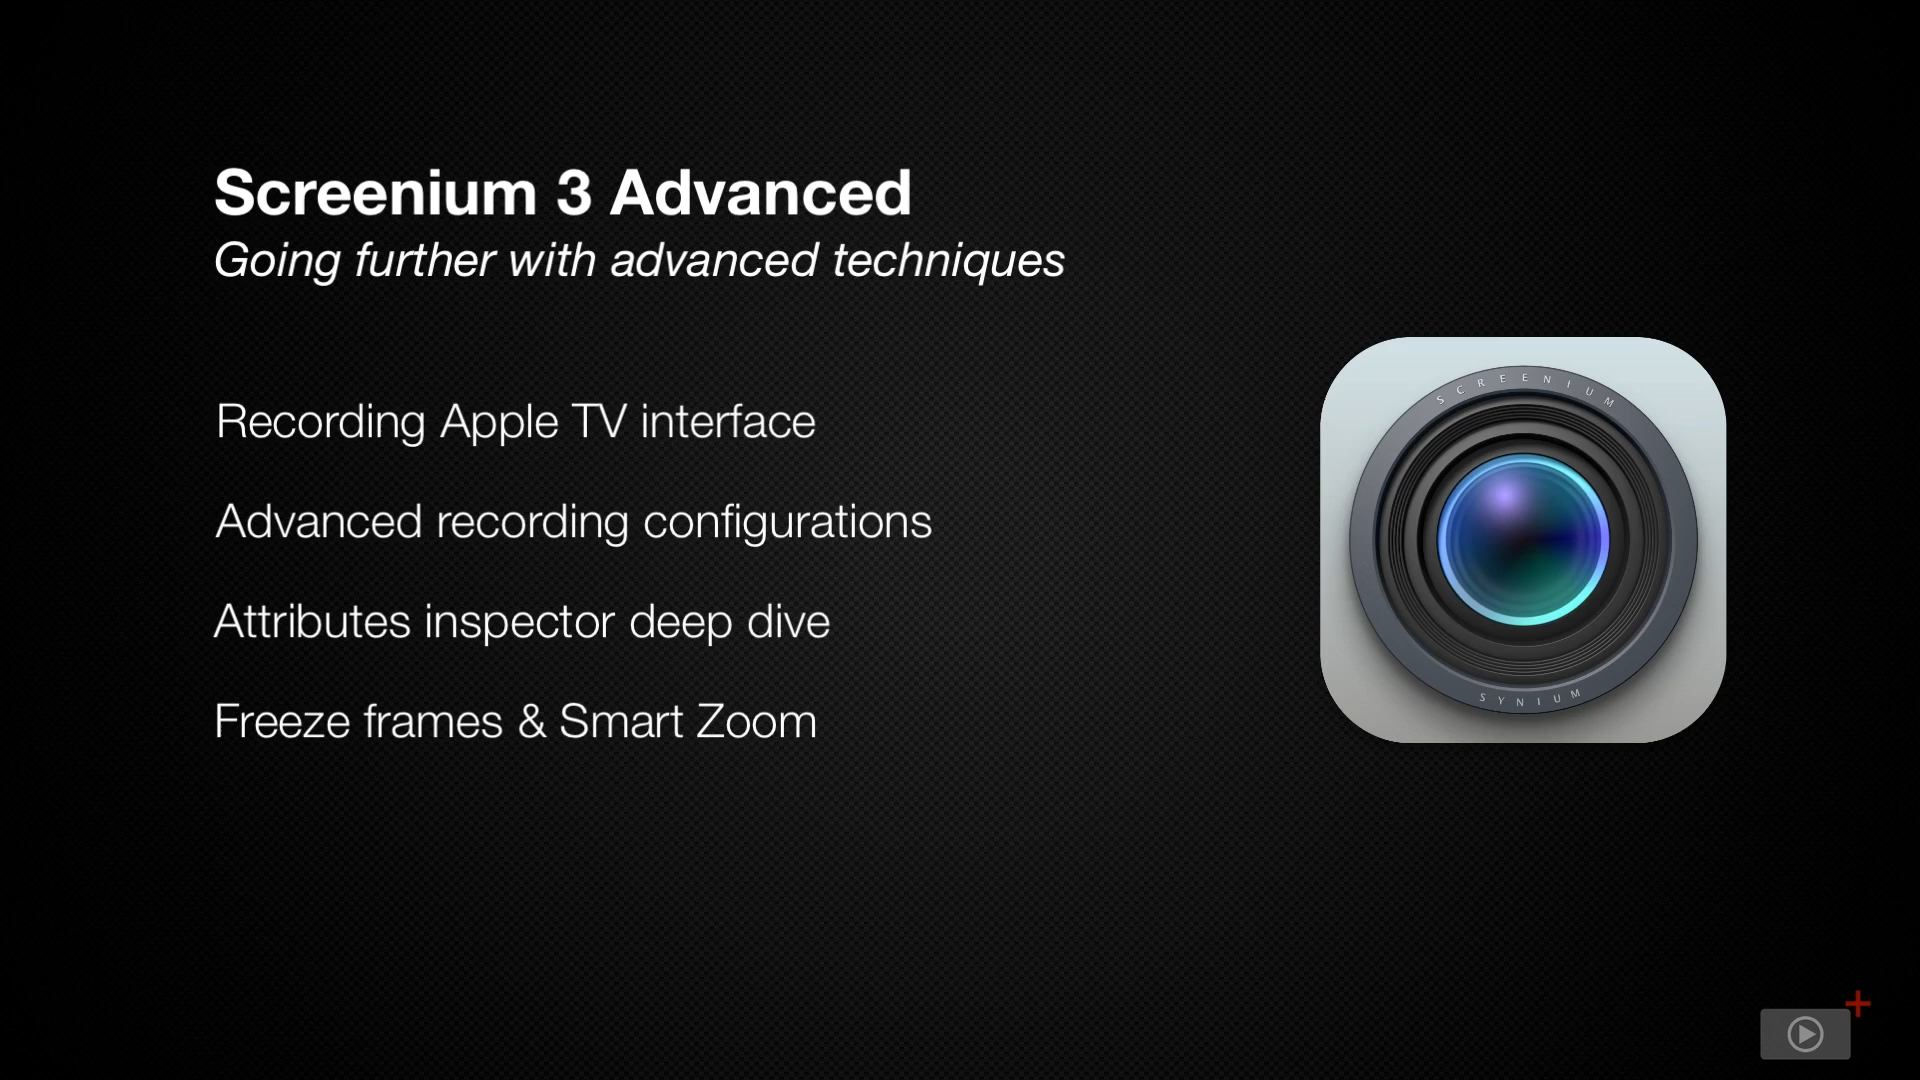 Screenium 3 Advanced
Going further with advanced techniques
Recording Apple TV interface
Advanced recording configurations
Attributes inspector deep dive
Freeze frames & Smart Zoom
SCREENIUM
SYNIUM